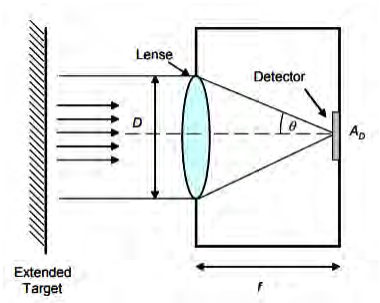 Lense
Detector
D
θ
A_D
Extended
Target
f